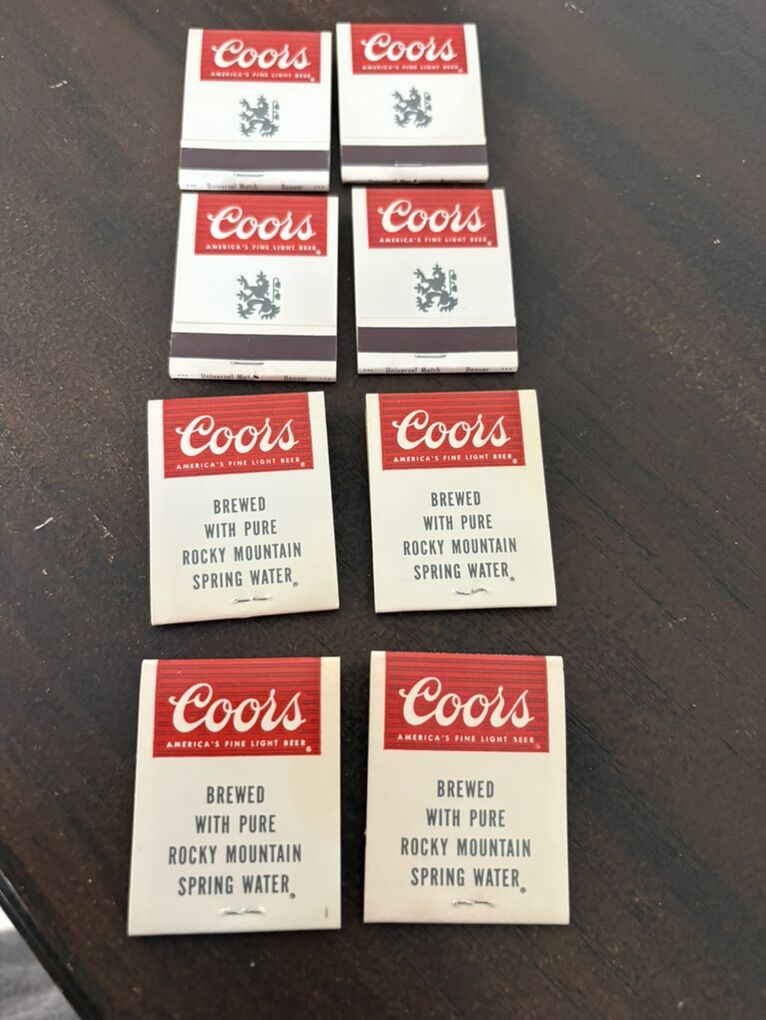 Coors
AMERICA'S FINE LIGHT BEER®
Universal Match Denver
Coors
AMERICA'S FINE LIGHT BEER®
Coors
AMERICA'S FINE LIGHT BEER®
Universal Match Denver
Coors
AMERICA'S FINE LIGHT BEER®
Universal Match Denver
Coors
AMERICA'S FINE LIGHT BEER®
BREWED
WITH PURE
ROCKY MOUNTAIN
SPRING WATER®
Coors
AMERICA'S FINE LIGHT BEER®
BREWED
WITH PURE
ROCKY MOUNTAIN
SPRING WATER®
Coors
AMERICA'S FINE LIGHT BEER®
BREWED
WITH PURE
ROCKY MOUNTAIN
SPRING WATER®
Coors
AMERICA'S FINE LIGHT BEER®
BREWED
WITH PURE
ROCKY MOUNTAIN
SPRING WATER®